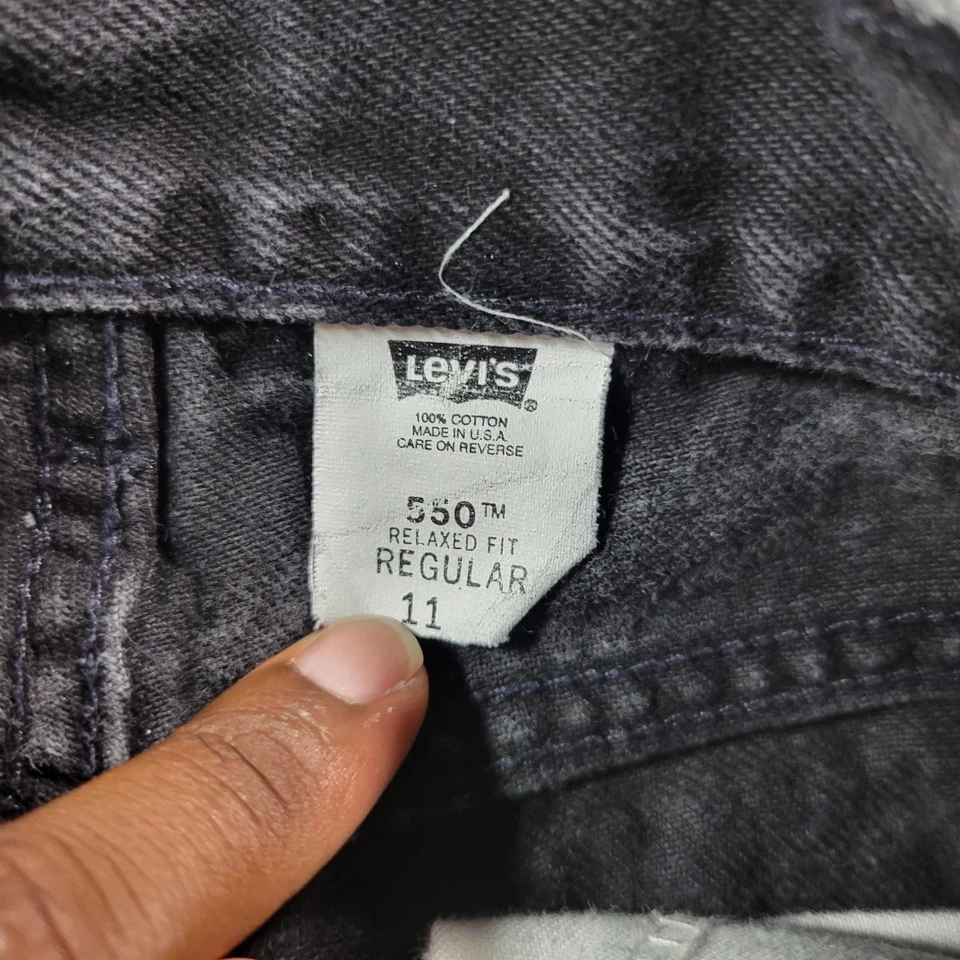 Levi's®
100% COTTON
MADE IN U.S.A.
CARE ON REVERSE
550™
RELAXED FIT
REGULAR
11